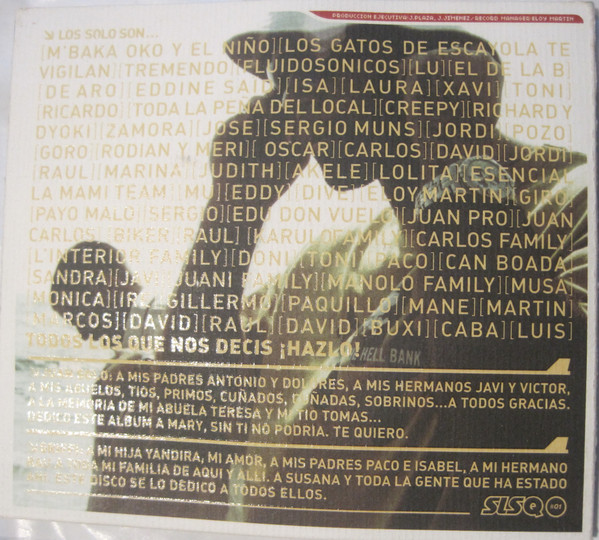 PRODUCCION EJECUTIVA:J.PLAZA, J.JIMENEZ/RECORD MANAGER:ELOY MARTIN
LOS SOLO SON...
[M'BAKA OKO Y EL NIÑO][LOS GATOS DE ESCAYOLA TE
VIGILAN][TREMENDO][FLUIDOSONICOS][LU][EL DE LA B]
[DE ARO][EDDINE SAID][ISA][LAURA][XAVI][TONI]
[RICARDO][TODA LA PEÑA DEL LOCAL][CREEPY][RICHARD Y
DYOKI][ZAMORA][JOSE][SERGIO MUNS][JORDI][POZO]
[GORO][RODIAN Y MERI][OSCAR][CARLOS][DAVID][JORDI]
[RAUL][MARINA][JUDITH][AKELE][LOLITA][ESENCIAL]
[LA MAMI TEAM][MU][EDDY][DIVE][ELOY MARTIN][GIRO]
[PAYO MALO][SERGIO][EDU DON VUELO][JUAN PRO][JUAN
CARLOS][BIKER][RAUL][KARULOFAMILY][CARLOS FAMILY]
[L'INTERIOR FAMILY][DONI][TONI][PACO][CAN BOADA]
[SANDRA][JAVI][JUANI FAMILY][MANOLO FAMILY][MUSA]
[MONICA][GILLERMO][PAQUILLO][MANE][MARTIN]
[MARCOS][DAVID][RAUL][DAVID][BUXI][CABA][LUIS]
TODOS LOS QUE NOS DECIS ¡HAZLO!
HELL BANK
A MIS PADRES ANTONIO Y DOLORES, A MIS HERMANOS JAVI Y VICTOR,
A MIS ABUELOS, TIOS, PRIMOS, CUÑADOS, CUÑADAS, SOBRINOS...A TODOS GRACIAS.
A LA MEMORIA DE MI ABUELA TERESA Y MI TIO TOMAS...
DEDICO ESTE ALBUM A MARY, SIN TI NO PODRIA. TE QUIERO.
A MI HIJA YANDIRA, MI AMOR, A MIS PADRES PACO E ISABEL, A MI HERMANO
A MI FAMILIA DE AQUI Y ALLI. A SUSANA Y TODA LA GENTE QUE HA ESTADO
ESTE DISCO SE LO DEDICO A TODOS ELLOS.
SLSQ